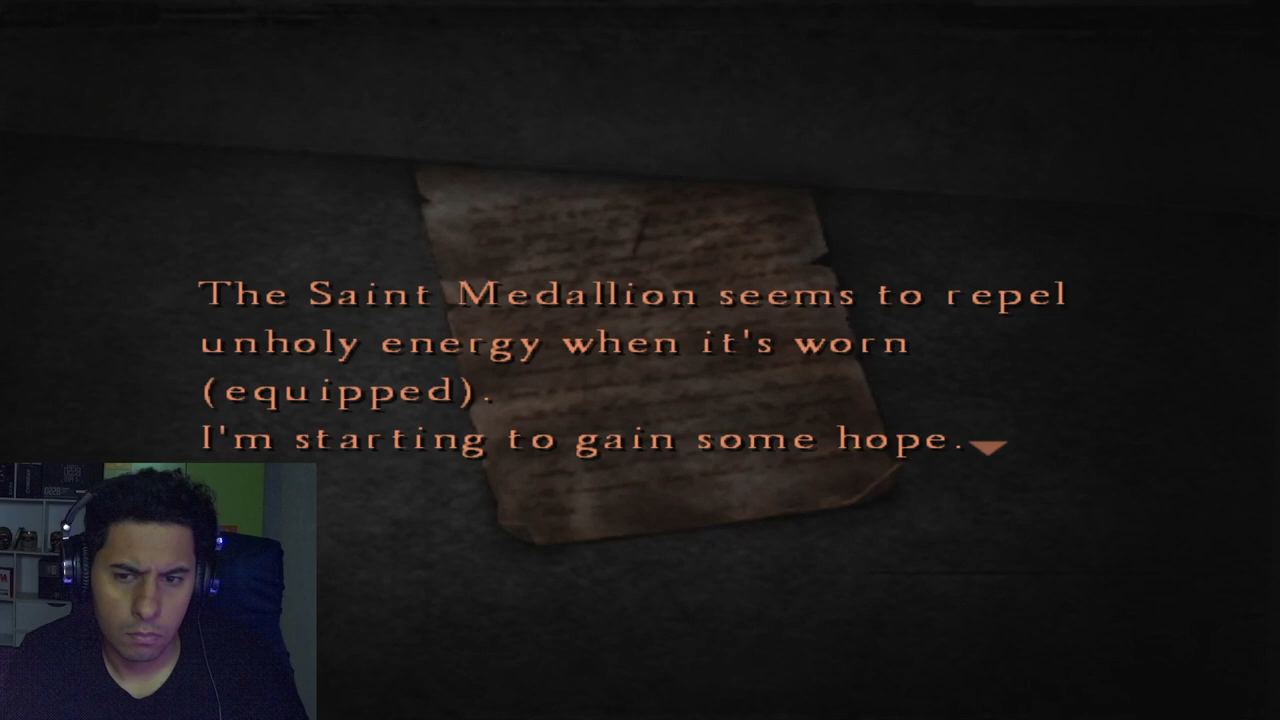 The Saint Medallion seems to repel
unholy energy when it's worn
(equipped).
I'm starting to gain some hope.